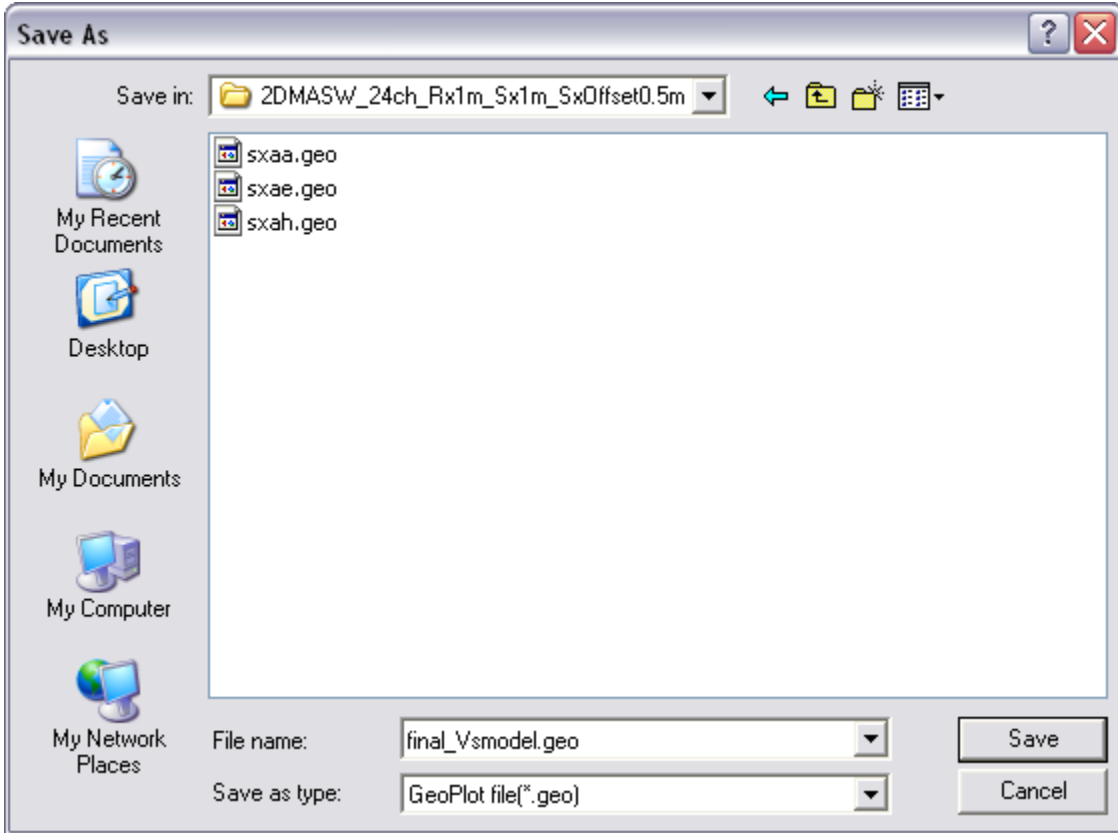 Save As
Save in:
2DMASW_24ch_Rx1m_Sx1m_SxOffset0.5m
sxaa.geo
sxae.geo
sxah.geo
My Recent
Documents
Desktop
My Documents
My Computer
My Network
Places
File name:
final_Vsmodel.geo
Save
Save as type:
GeoPlot file(*.geo)
Cancel